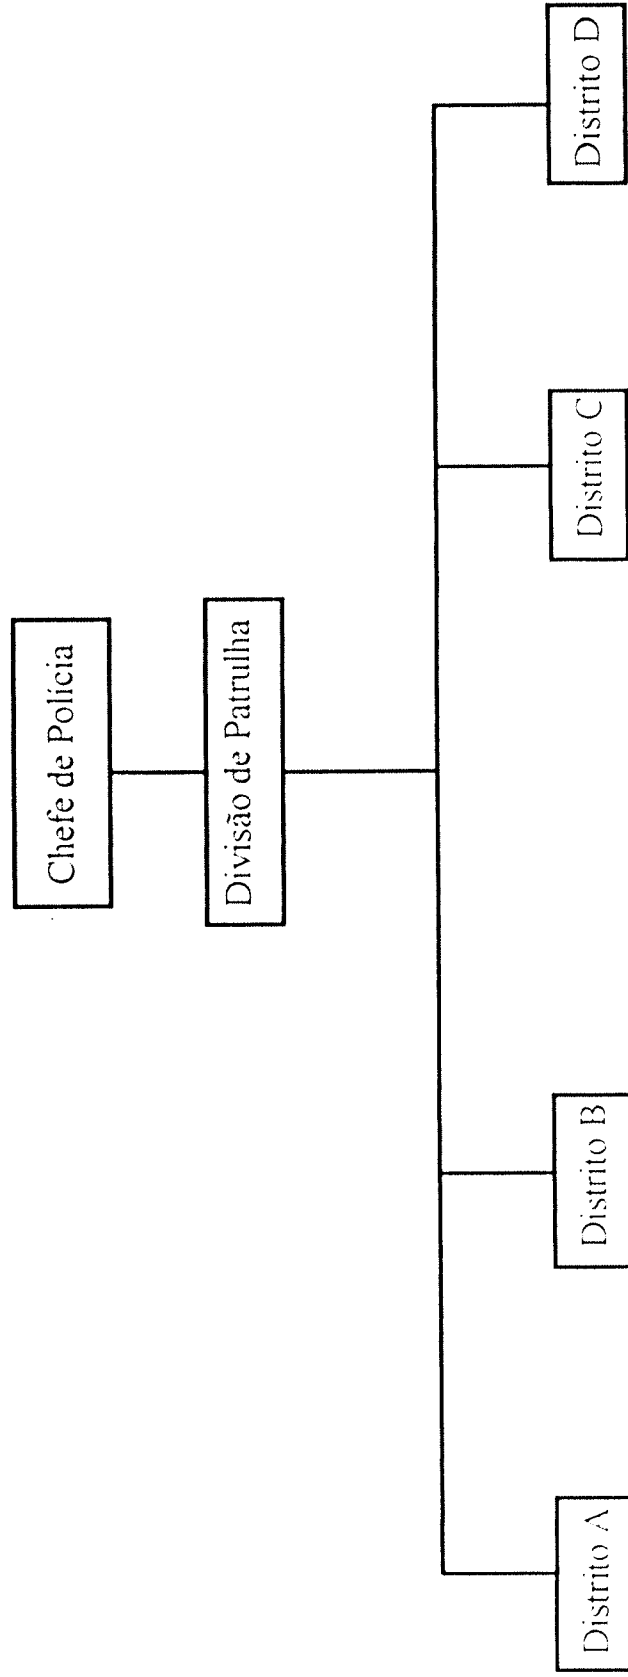 Chefe de Polícia
Divisão de Patrulha
Distrito A
Distrito B
Distrito C
Distrito D